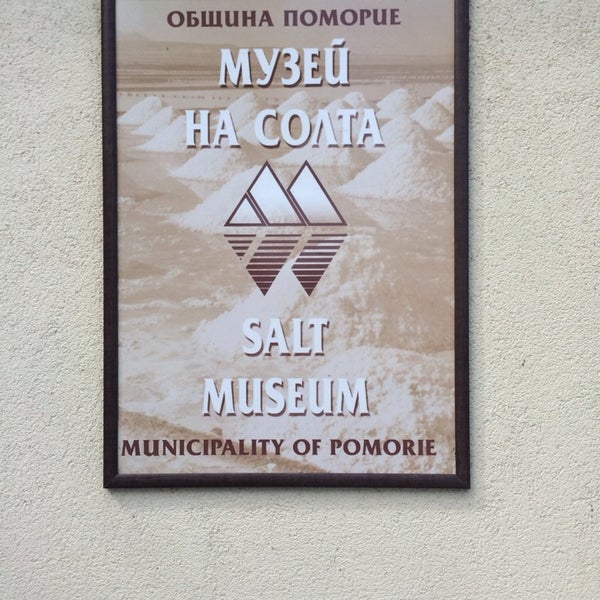 ОБЩИНА ПОМОРИЕ
МУЗЕЙ
НА СОЛТА
SALT
MUSEUM
MUNICIPALITY OF POMORIE